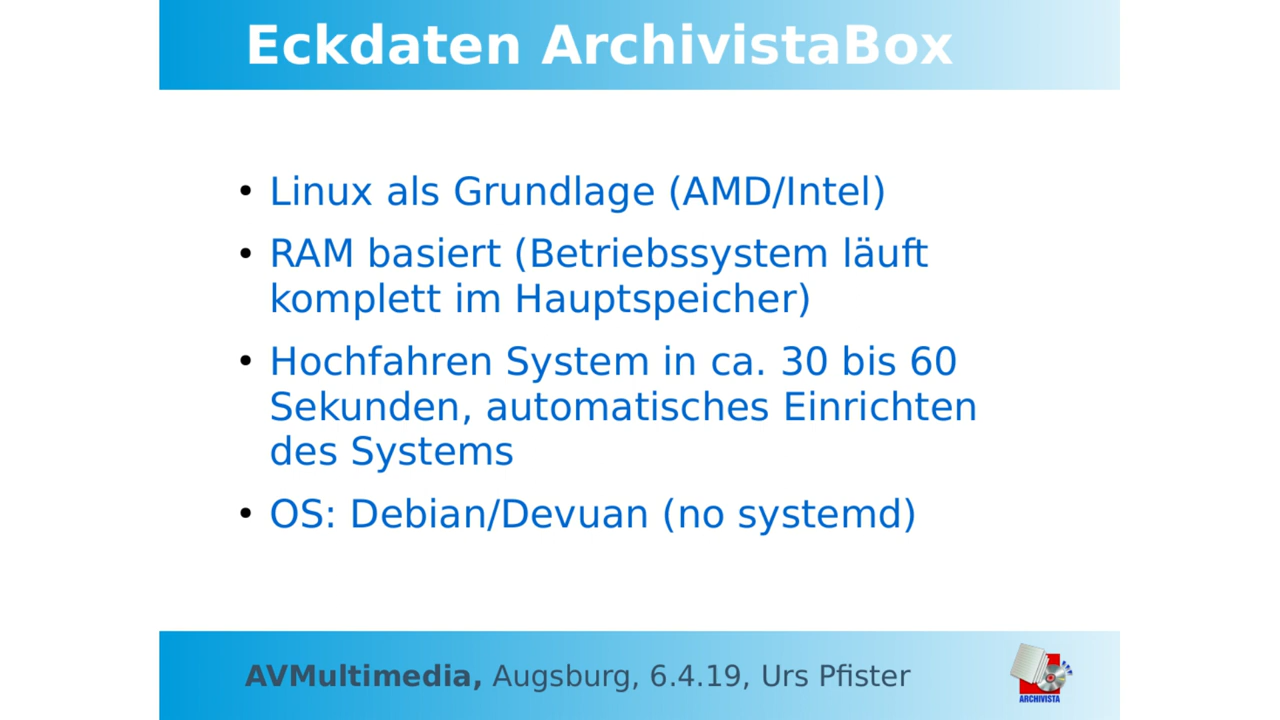 Eckdaten ArchivistaBox
• Linux als Grundlage (AMD/Intel)
• RAM basiert (Betriebssystem läuft
komplett im Hauptspeicher)
• Hochfahren System in ca. 30 bis 60
Sekunden, automatisches Einrichten
des Systems
• OS: Debian/Devuan (no systemd)
AVMultimedia, Augsburg, 6.4.19, Urs Pfister
ARCHIVISTA